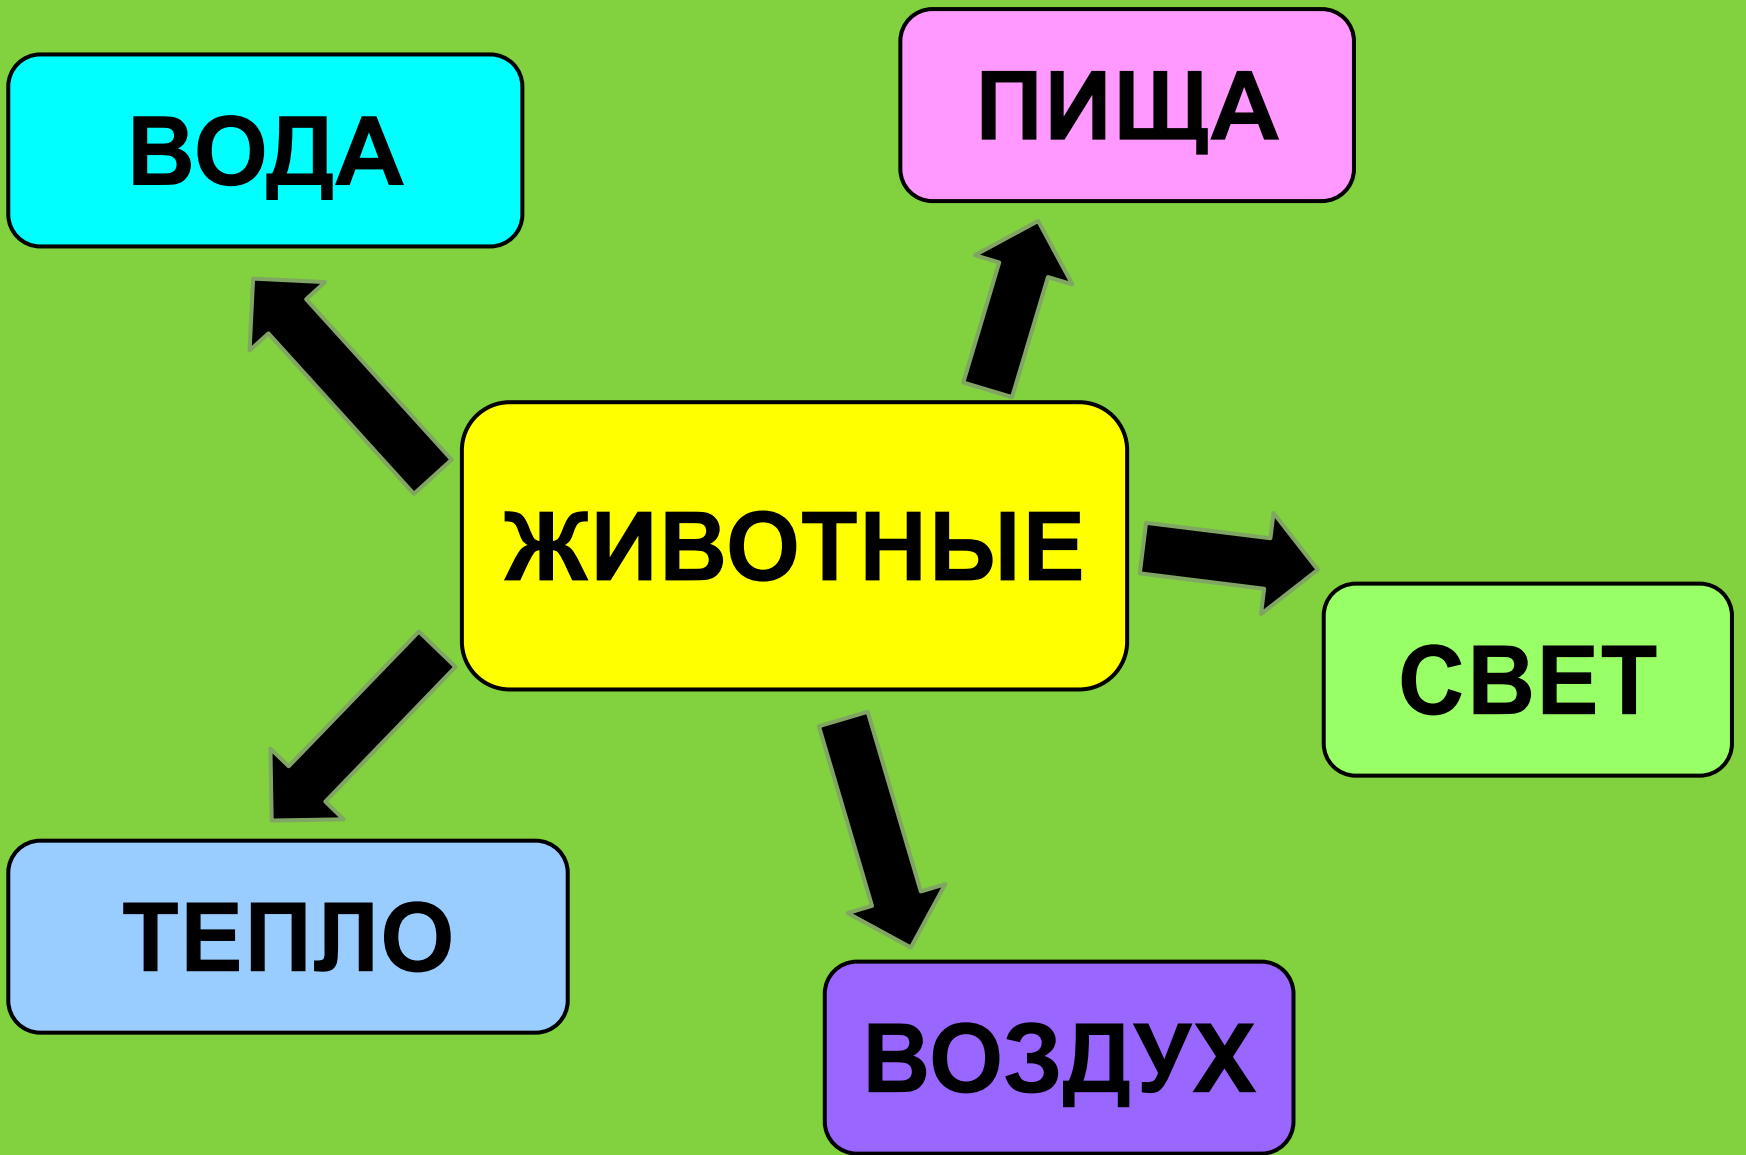 ПИЩА
ВОДА
ЖИВОТНЫЕ
СВЕТ
ТЕПЛО
ВОЗДУХ